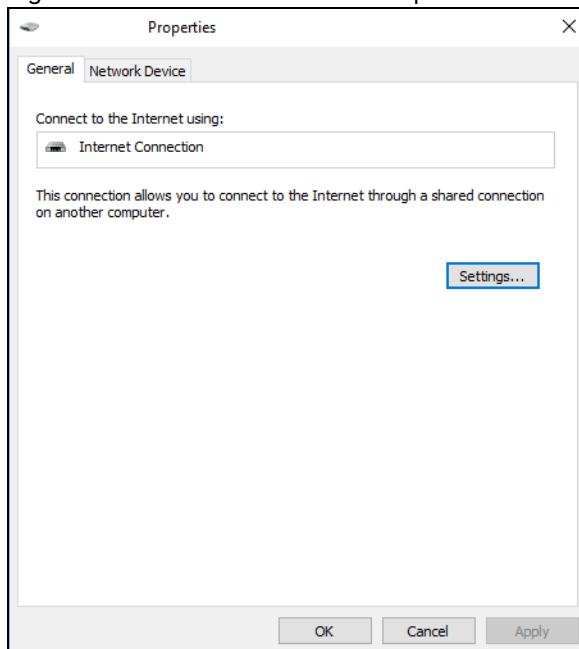 Properties
General Network Device
Connect to the Internet using:
Internet Connection
This connection allows you to connect to the Internet through a shared connection
on another computer.
Settings...
OK Cancel Apply